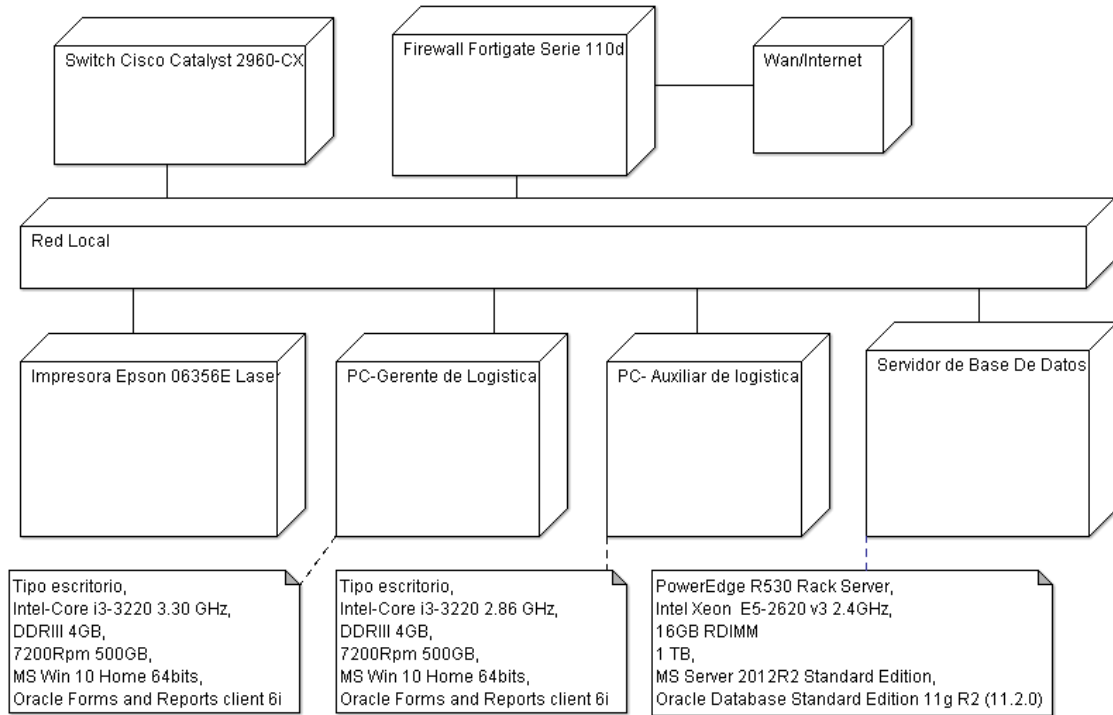 Switch Cisco Catalyst 2960-CX
Firewall Fortigate Serie 110d
Wan/Internet
Red Local
Impresora Epson 06356E Laser
PC-Gerente de Logistica
PC- Auxiliar de logistica
Servidor de Base De Datos
Tipo escritorio,
Intel-Core i3-3220 3.30 GHz,
DDRIII 4GB,
7200Rpm 500GB,
MS Win 10 Home 64bits,
Oracle Forms and Reports client 6i
Tipo escritorio,
Intel-Core i3-3220 2.86 GHz,
DDRIII 4GB,
7200Rpm 500GB,
MS Win 10 Home 64bits,
Oracle Forms and Reports client 6i
PowerEdge R530 Rack Server,
Intel Xeon E5-2620 v3 2.4GHz,
16GB RDIMM
1 TB,
MS Server 2012R2 Standard Edition,
Oracle Database Standard Edition 11g R2 (11.2.0)